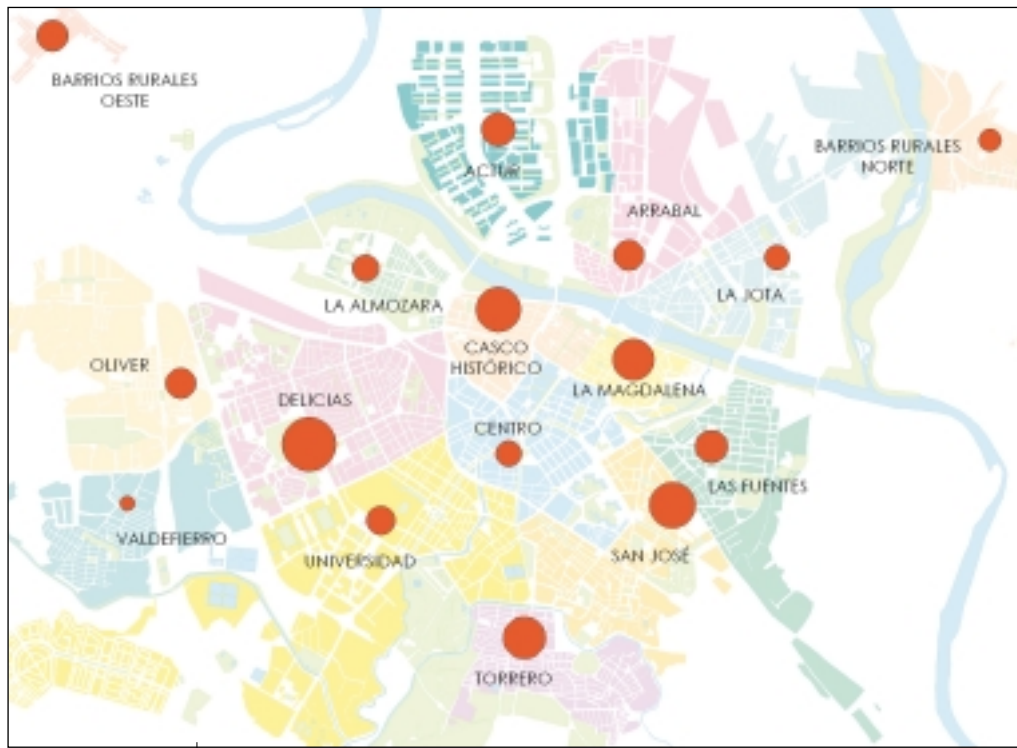 BARRIOS RURALES
OESTE
ACTUR
BARRIOS RURALES
NORTE
ARRABAL
LA JOTA
LA ALMOZARA
CASCO
HISTÓRICO
OLIVER
LA MAGDALENA
DELICIAS
CENTRO
LAS FUENTES
VALDEFIERRO
UNIVERSIDAD
SAN JOSÉ
TORRERO